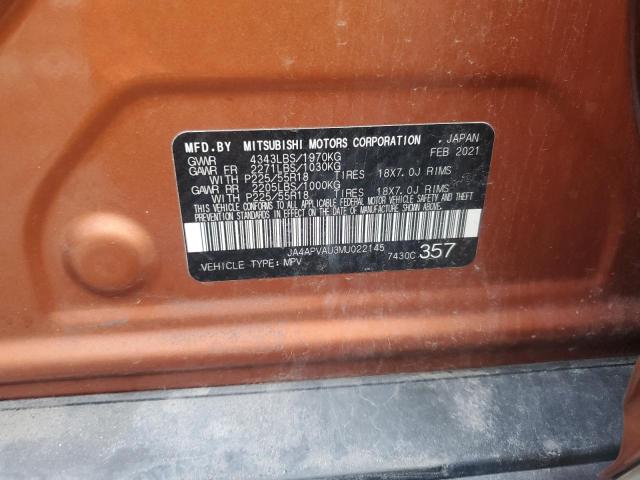 MFD.BY MITSUBISHI MOTORS CORPORATION , JAPAN
GVWR 4343LBS/1970KG FEB 2021
GAWR FR 2271LBS/1030KG
WITH P225/55R18 TIRES 18X7.0J RIMS
GAWR RR 2205LBS/1000KG
WITH P225/55R18 TIRES 18X7.0J RIMS
THIS VEHICLE CONFORMS TO ALL APPLICABLE FEDERAL MOTOR VEHICLE SAFETY AND THEFT
PREVENTION STANDARDS IN EFFECT ON THE DATE OF MANUFACTURE SHOWN ABOVE.
JA4APVAU3MU022145 7430C 357
VEHICLE TYPE: MPV